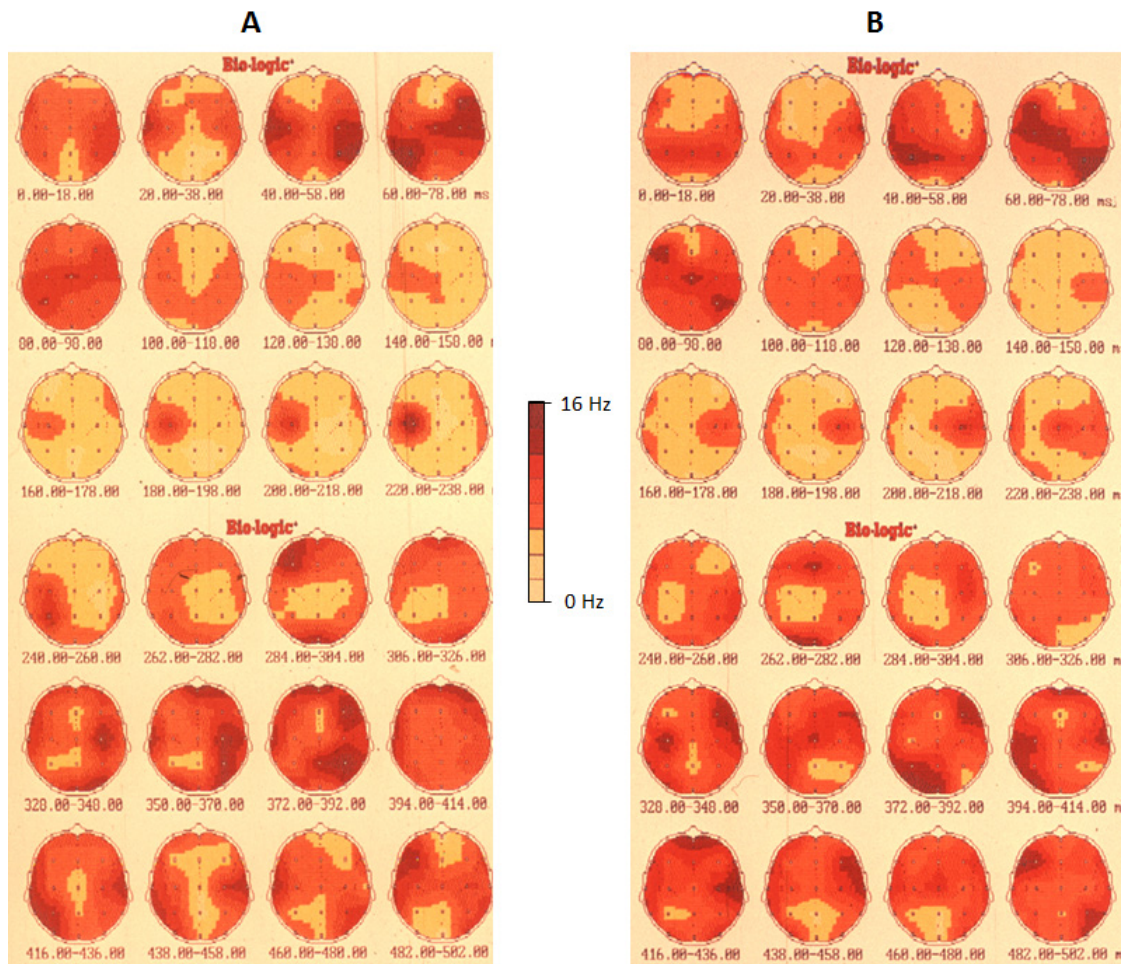 A
B
Bio-logic+
0.00-18.00
20.00-38.00
40.00-58.00
60.00-78.00 ms
80.00-98.00
100.00-118.00
120.00-138.00
140.00-158.00 m
160.00-178.00
180.00-198.00
200.00-218.00
220.00-238.00 m
Bio-logic+
240.00-260.00
262.00-282.00
284.00-304.00
306.00-326.00
328.00-348.00
350.00-370.00
372.00-392.00
394.00-414.00
416.00-436.00
438.00-458.00
460.00-480.00
482.00-502.00
16 Hz
0 Hz
Bio-logic+
0.00-18.00
20.00-38.00
40.00-58.00
60.00-78.00 ms.
80.00-98.00
100.00-118.00
120.00-138.00
140.00-158.00 m
160.00-178.00
180.00-198.00
200.00-218.00
220.00-238.00 m
Bio-logic+
240.00-260.00
262.00-282.00
284.00-304.00
306.00-326.00 m
328.00-348.00
350.00-370.00
372.00-392.00
394.00-414.00 m
416.00-436.00
438.00-458.00
460.00-480.00
482.00-502.00 m